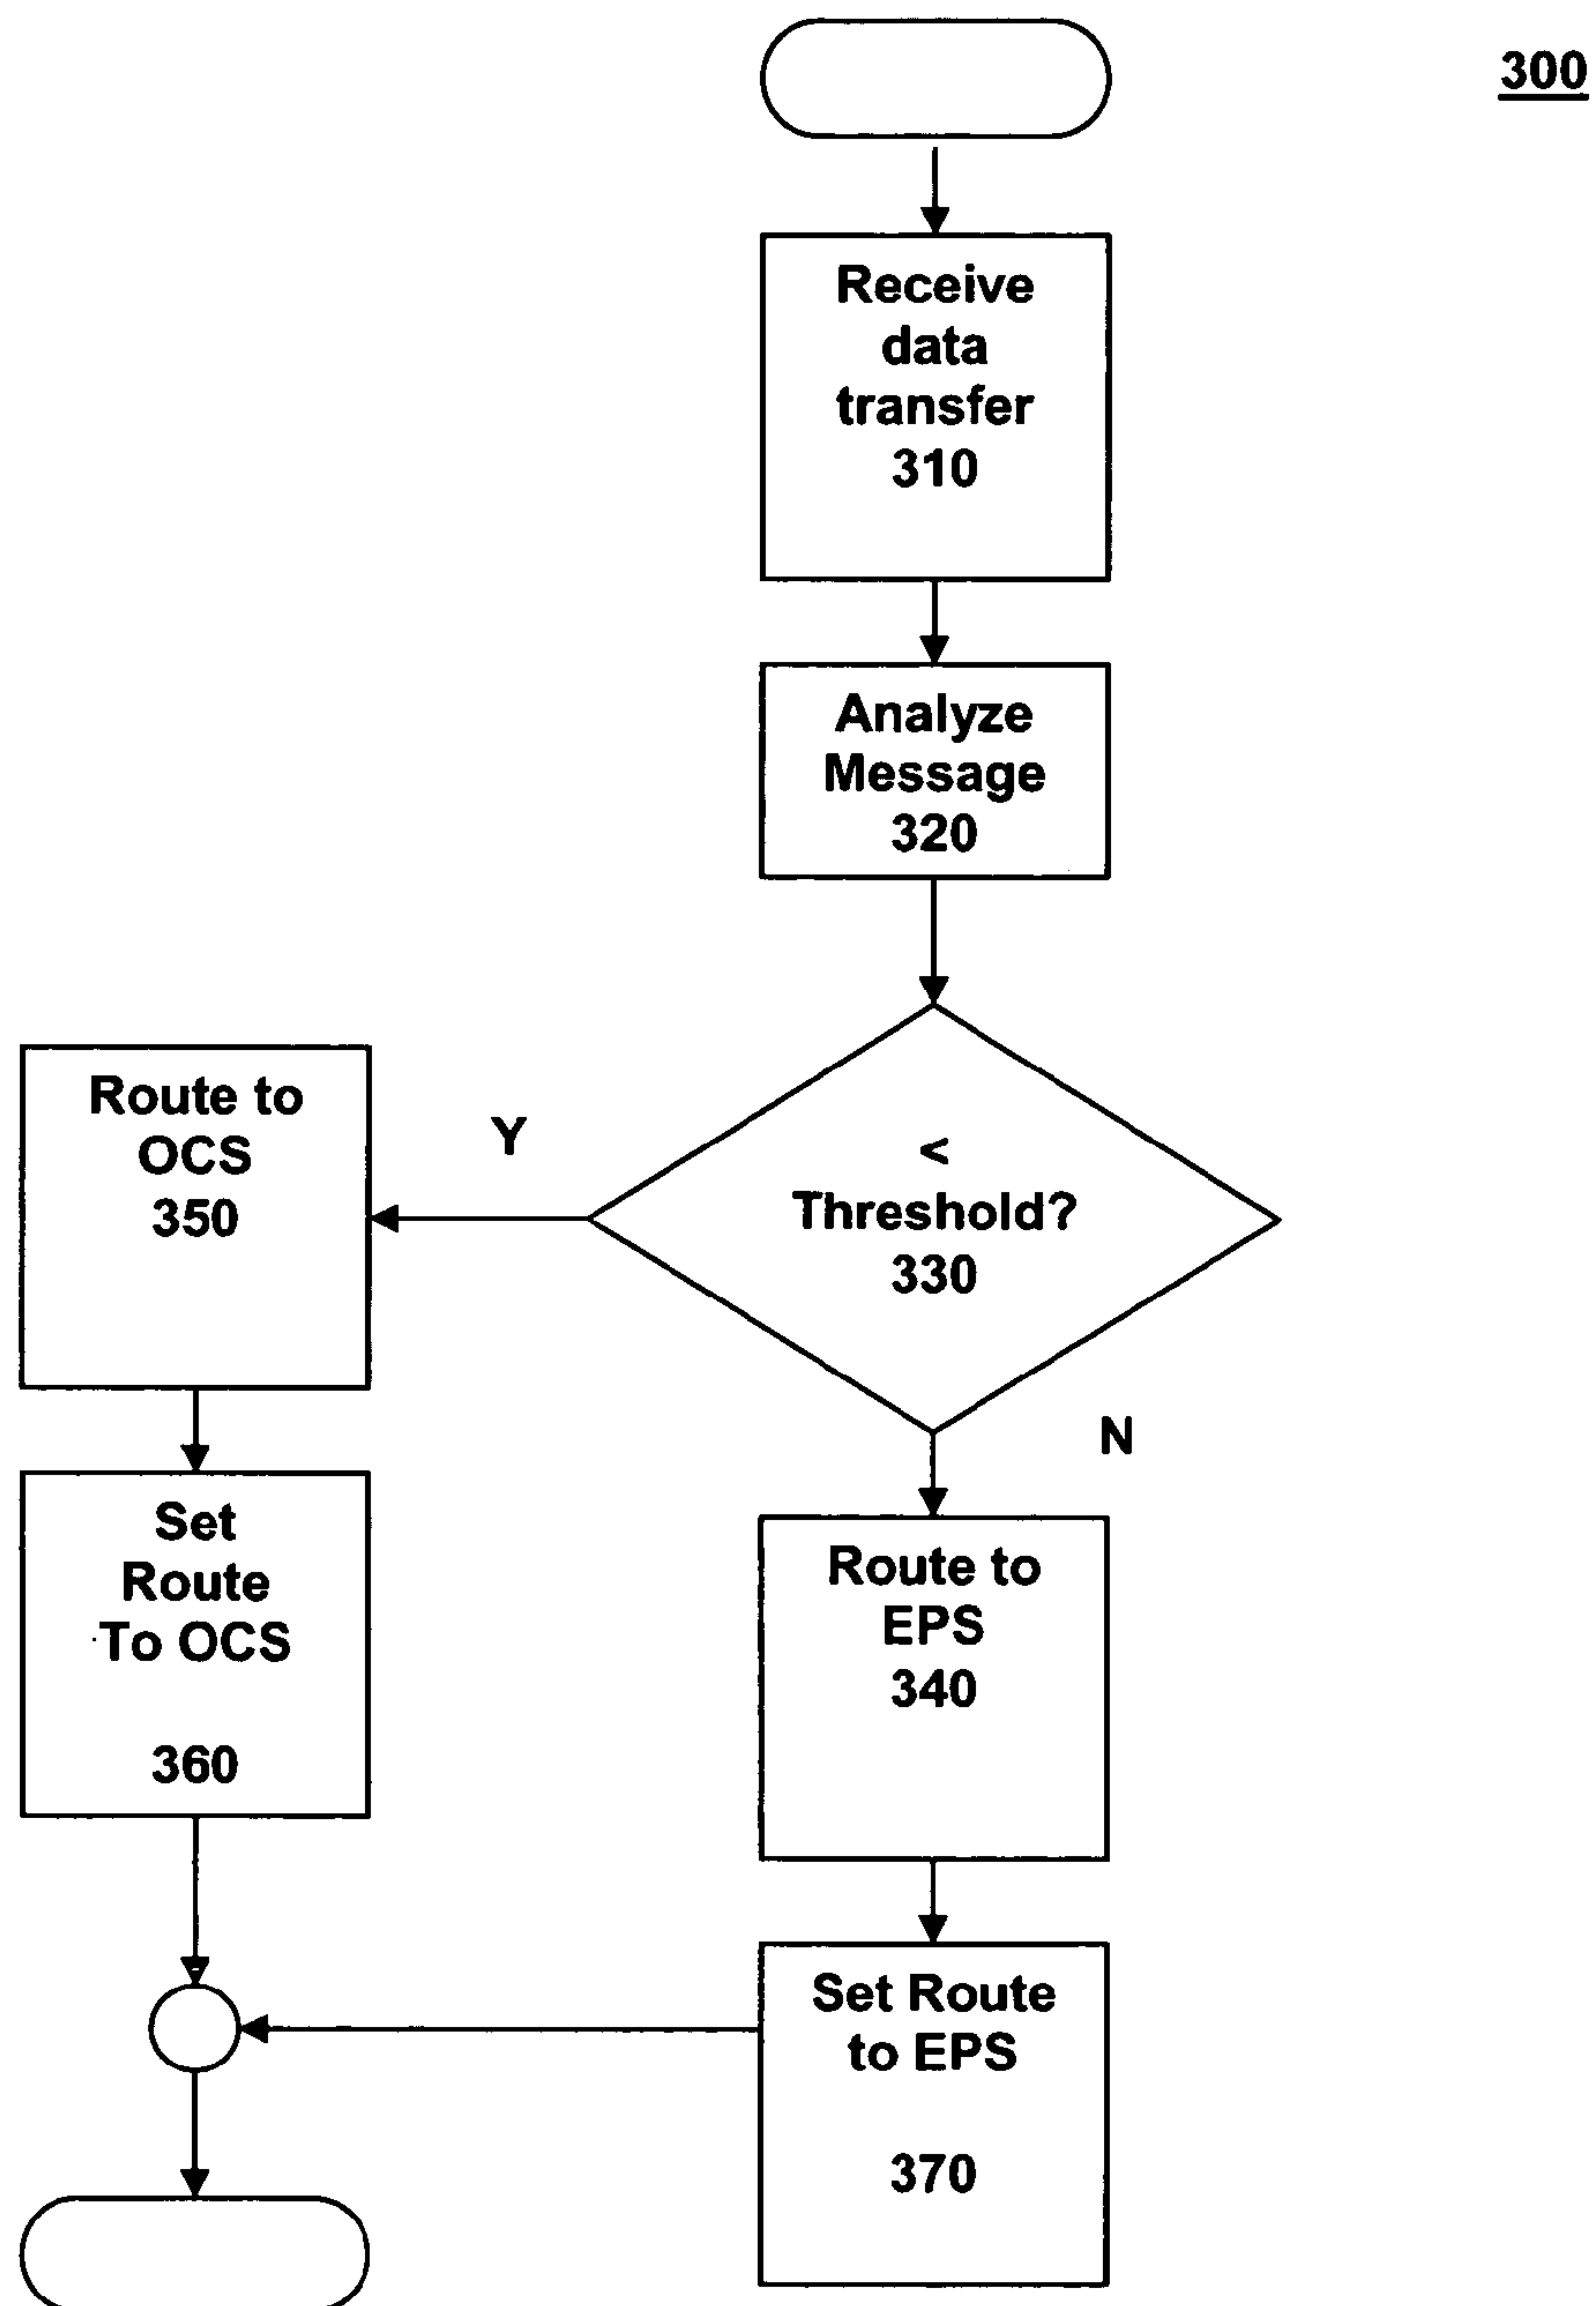 300
Receive
data
transfer
310
Analyze
Message
320
<
Threshold?
330
Y
N
Route to
OCS
350
Set
Route
To OCS
360
Route to
EPS
340
Set Route
to EPS
370